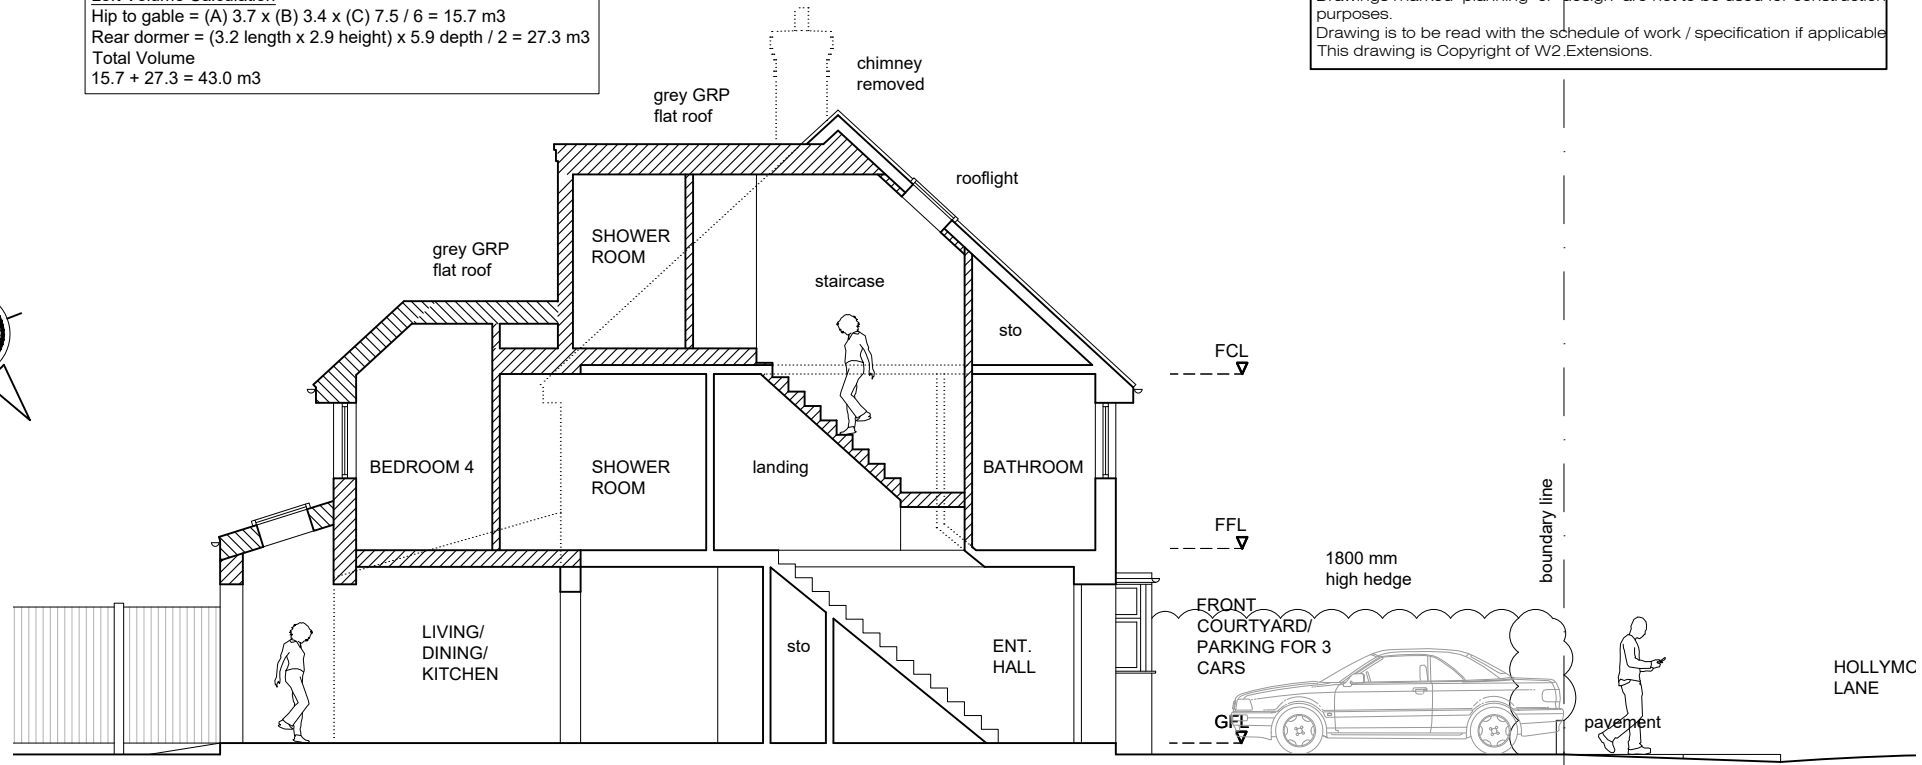 Hip to gable = (A) 3.7 x (B) 3.4 x (C) 7.5 / 6 = 15.7 m3
Rear dormer = (3.2 length x 2.9 height) x 5.9 depth / 2 = 27.3 m3
Total Volume
15.7 + 27.3 = 43.0 m3
purposes.
Drawing is to be read with the schedule of work / specification if applicable
This drawing is Copyright of W2.Extensions.
chimney
removed
grey GRP
flat roof
rooflight
grey GRP
flat roof
SHOWER
ROOM
staircase
sto
FCL
BEDROOM 4
SHOWER
ROOM
landing
BATHROOM
FFL
boundary line
1800 mm
high hedge
FRONT
COURTYARD/
PARKING FOR 3
CARS
LIVING/
DINING/
KITCHEN
sto
ENT.
HALL
GFL
pavement
HOLLYMO
LANE